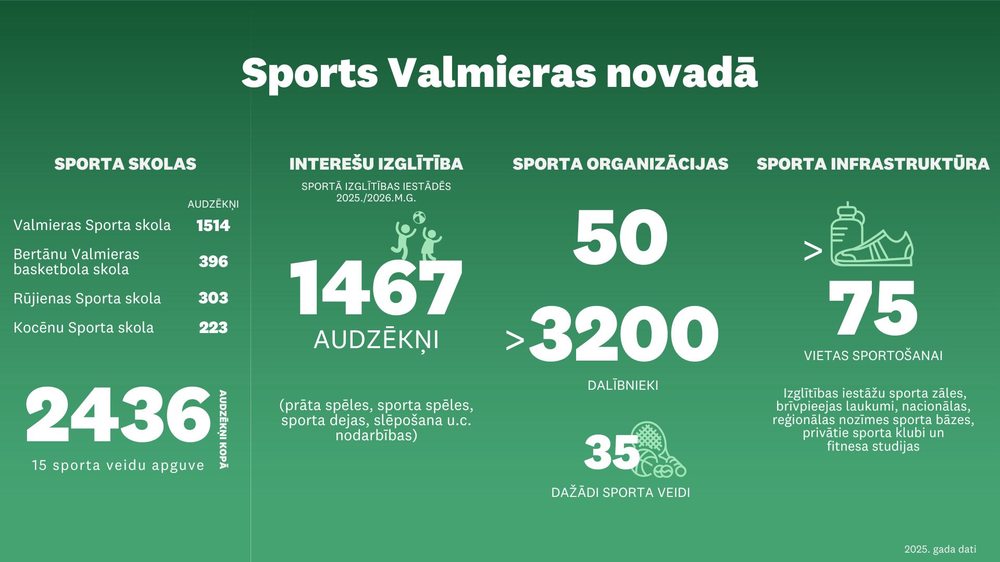 Sports Valmieras novadā
SPORTA SKOLAS
AUDZĒKŅI
Valmieras Sporta skola 1514
Bertānu Valmieras
basketbola skola 396
Rūjienas Sporta skola 303
Kocēnu Sporta skola 223
2436
AUDZĒKŅI KOPĀ
15 sporta veidu apguve
INTEREŠU IZGLĪTĪBA
SPORTĀ IZGLĪTĪBAS IESTĀDĒS
2025./2026.M.G.
1467
AUDZĒKŅI
(prāta spēles, sporta spēles,
sporta dejas, slēpošana u.c.
nodarbības)
SPORTA ORGANIZĀCIJAS
50
>3200
DALĪBNIEKI
35
DAŽĀDI SPORTA VEIDI
SPORTA INFRASTRUKTŪRA
>
75
VIETAS SPORTOŠANAI
Izglītības iestāžu sporta zāles,
brīvpieejas laukumi, nacionālas,
reģionālas nozīmes sporta bāzes,
privātie sporta klubi un
fitnesa studijas
2025. gada dati